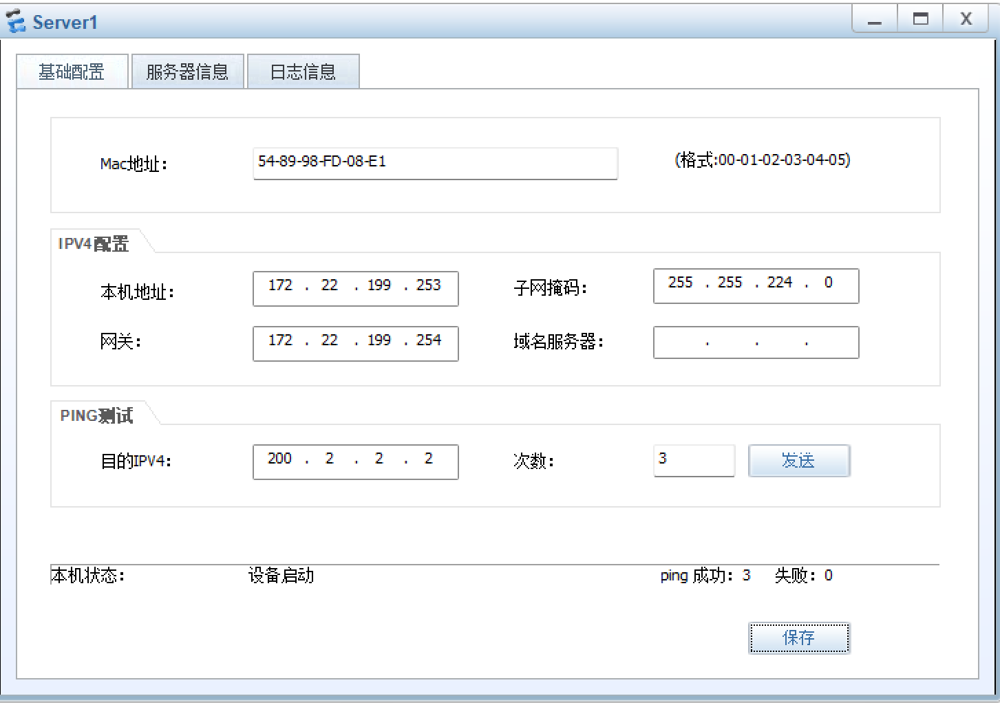 Server1
基础配置 服务器信息 日志信息
Mac地址: 54-89-98-FD-08-E1 (格式:00-01-02-03-04-05)
IPV4配置
本机地址: 172 . 22 . 199 . 253 子网掩码: 255 . 255 . 224 . 0
网关: 172 . 22 . 199 . 254 域名服务器: . . .
PING测试
目的IPV4: 200 . 2 . 2 . 2 次数: 3 发送
本机状态: 设备启动 ping 成功: 3 失败: 0
保存